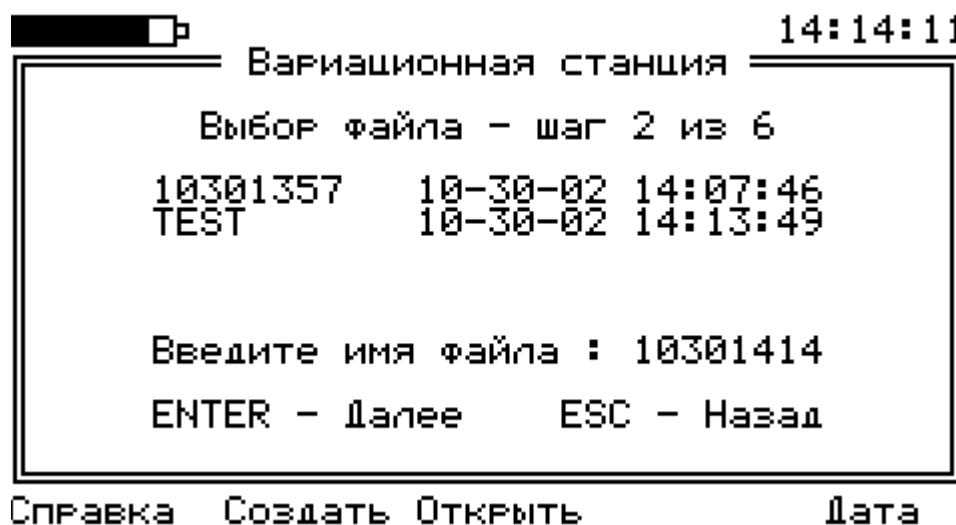 14:14:11
Вариационная станция
Выбор файла - шаг 2 из 6
10301357 10-30-02 14:07:46
TEST 10-30-02 14:13:49
Введите имя файла : 10301414
ENTER - Далее ESC - Назад
Справка Создать Открыть Дата